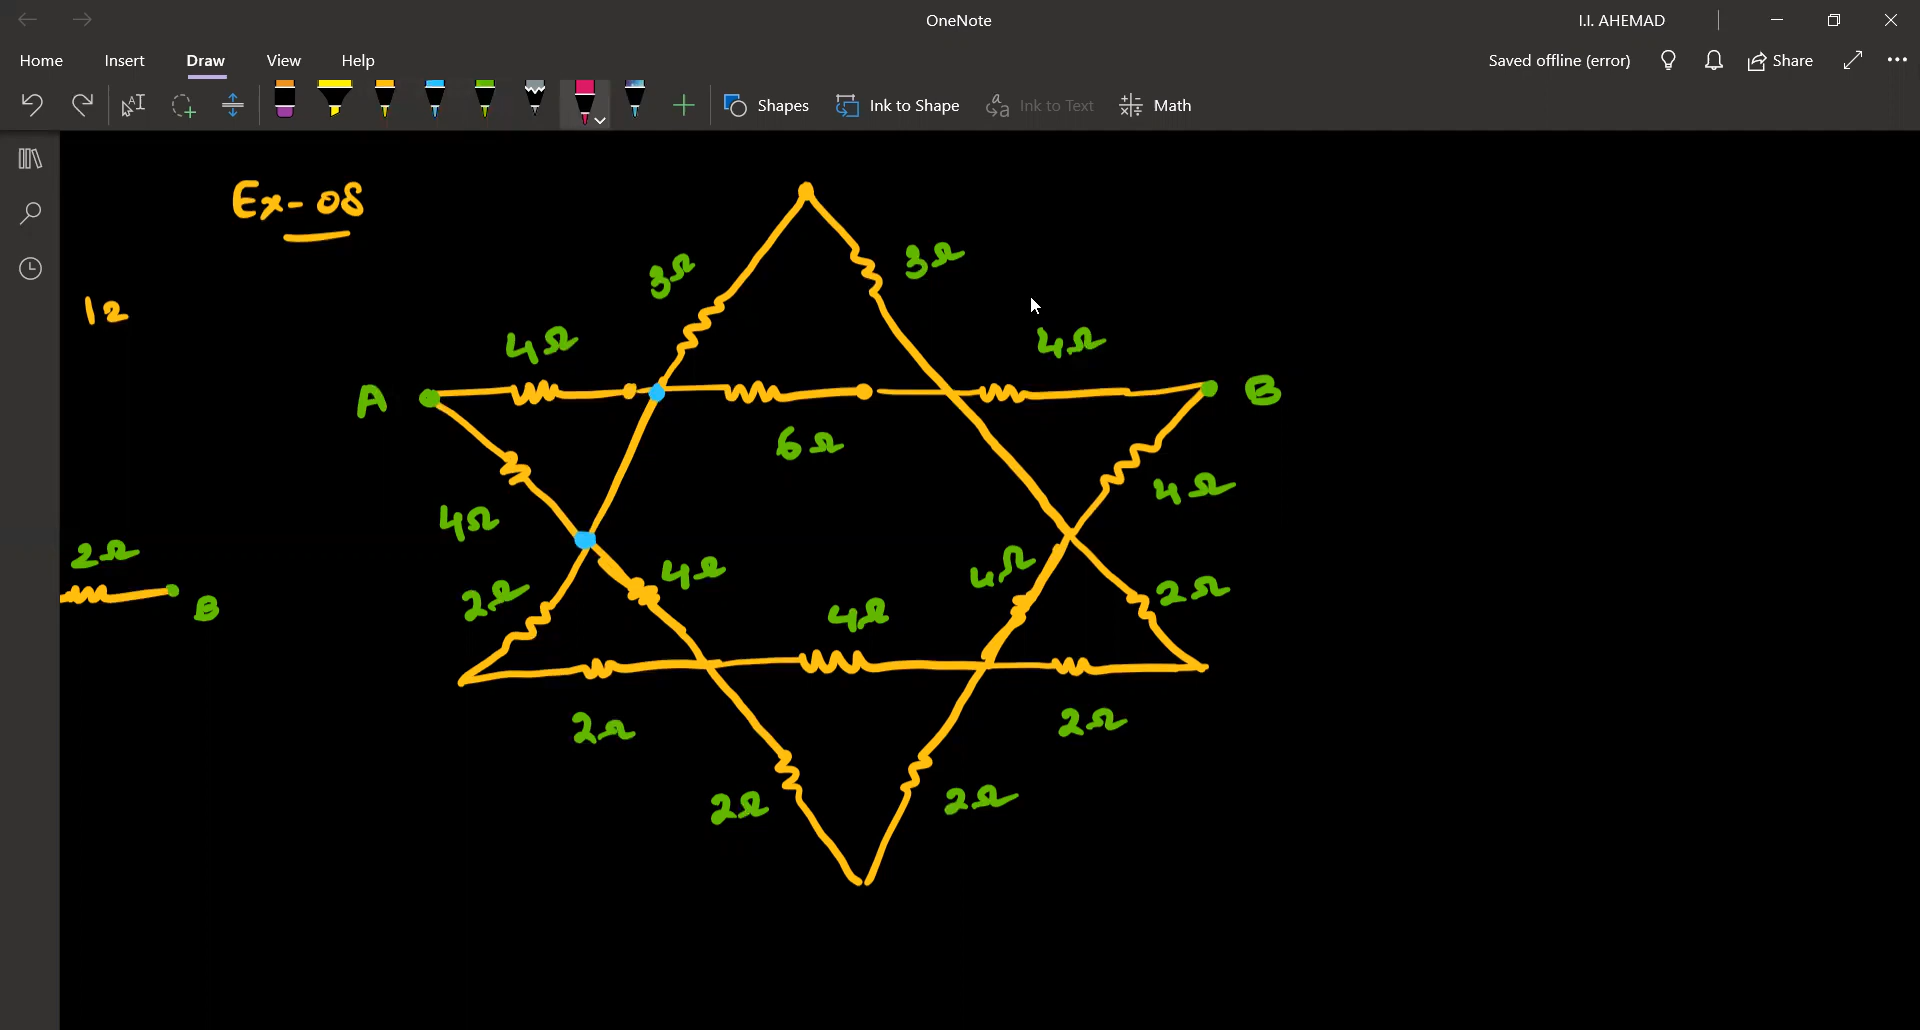 OneNote
I.I. AHEMAD
Home Insert Draw View Help
Saved offline (error) Share
Shapes Ink to Shape Ink to Text Math
Ex-08
12
3Ω 3Ω
4Ω 4Ω
A B
6Ω
4Ω 4Ω
2Ω
B
2Ω 4Ω 4Ω 2Ω
4Ω
2Ω 2Ω
2Ω 2Ω